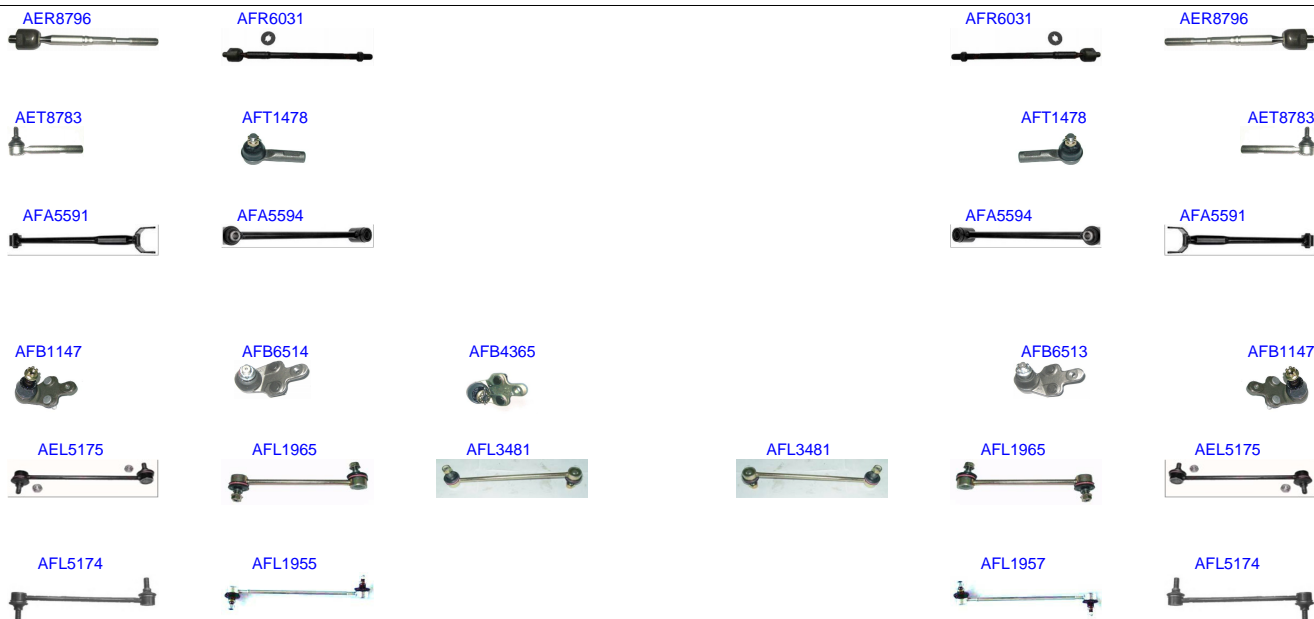 AER8796 AFR6031 AFR6031 AER8796
AET8783 AFT1478 AFT1478 AET8783
AFA5591 AFA5594 AFA5594 AFA5591
AFB1147 AFB6514 AFB4365 AFB6513 AFB1147
AEL5175 AFL1965 AFL3481 AFL3481 AFL1965 AEL5175
AFL5174 AFL1955 AFL1957 AFL5174